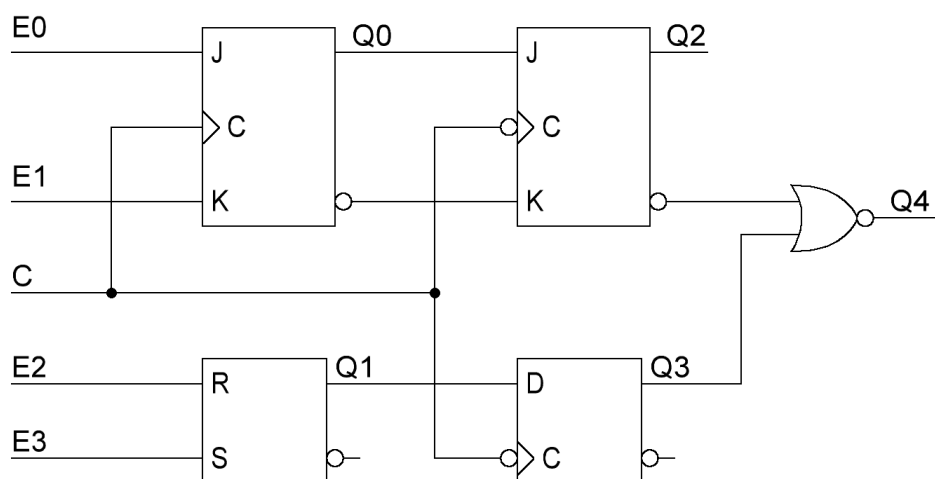 E0 Q0 Q2
J J
C C
E1 K K
Q4
C
E2 R Q1 D Q3
E3 S C